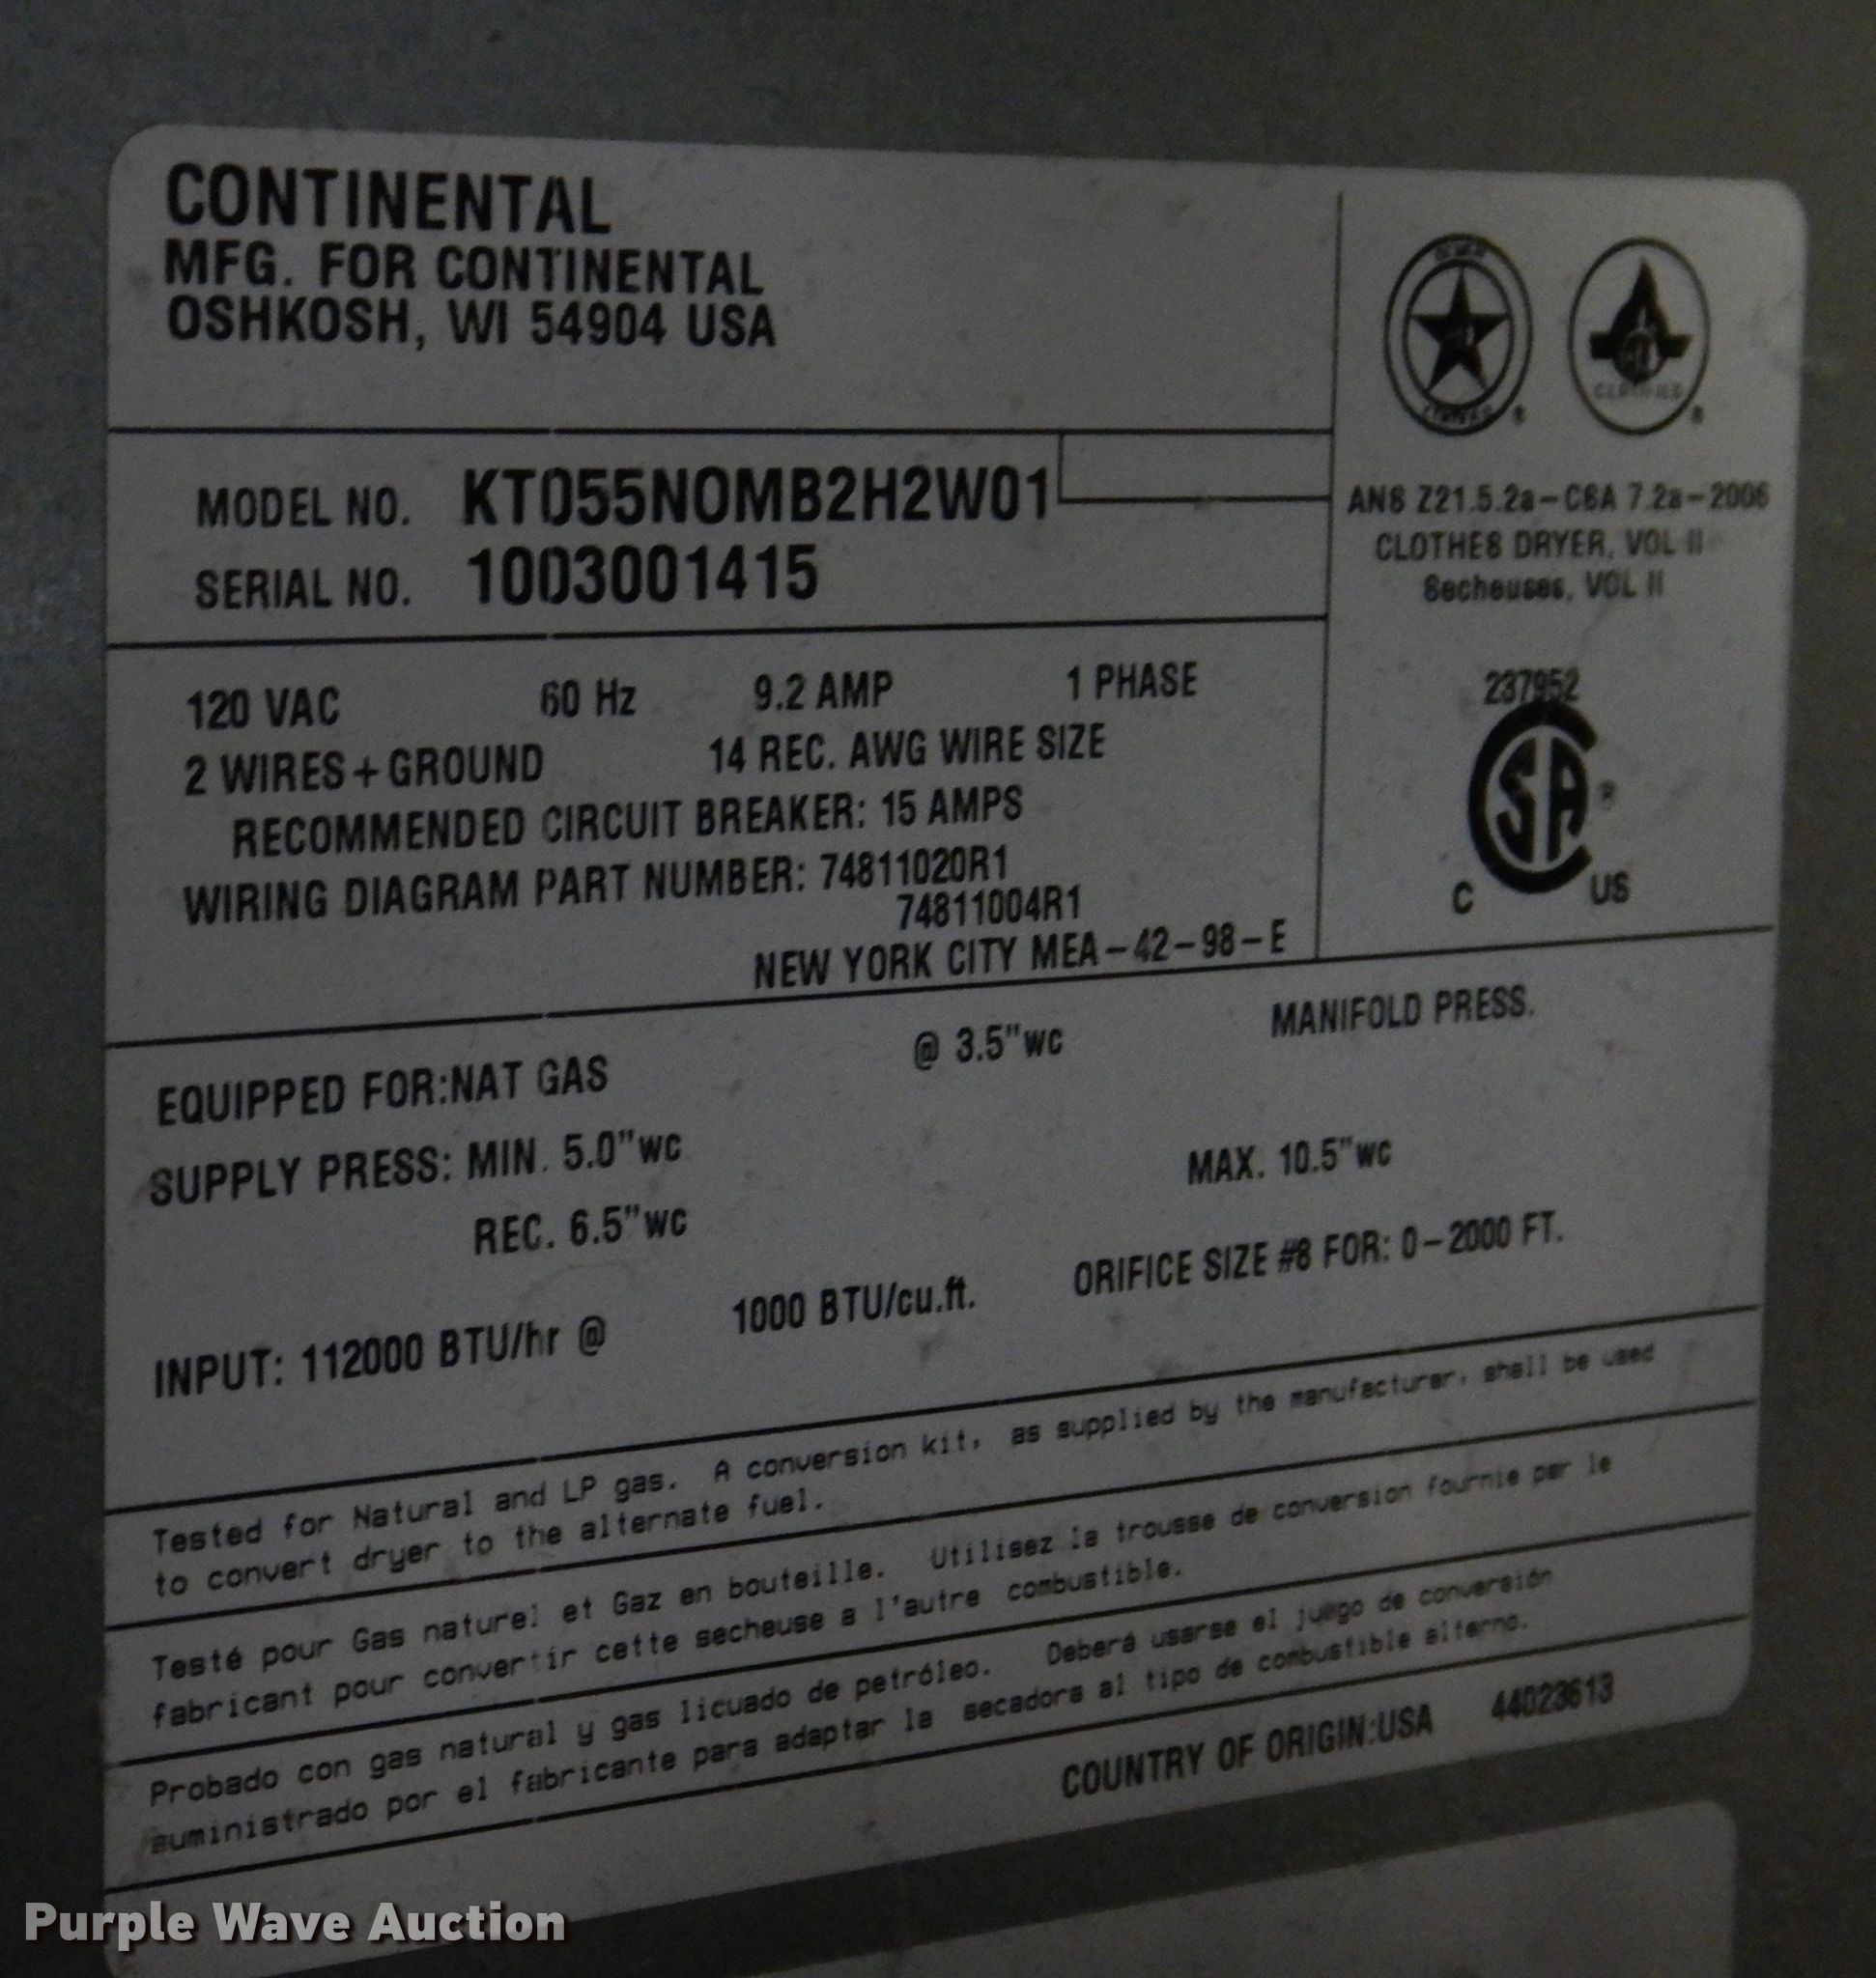 CONTINENTAL
MFG. FOR CONTINENTAL
OSHKOSH, WI 54904 USA
MODEL NO. KT055NOMB2H2W01
SERIAL NO. 1003001415
ANS Z21.5.2a-CSA 7.2a-2006
CLOTHES DRYER, VOL II
Secheuses, VOL II
237952
CSA ®
C US
120 VAC 60 Hz 9.2 AMP 1 PHASE
2 WIRES+GROUND 14 REC. AWG WIRE SIZE
RECOMMENDED CIRCUIT BREAKER: 15 AMPS
WIRING DIAGRAM PART NUMBER: 74811020R1
74811004R1
NEW YORK CITY MEA-42-98-E
EQUIPPED FOR:NAT GAS @ 3.5"wc MANIFOLD PRESS.
SUPPLY PRESS: MIN. 5.0"wc MAX. 10.5"wc
REC. 6.5"wc
INPUT: 112000 BTU/hr @ 1000 BTU/cu.ft. ORIFICE SIZE #8 FOR: 0-2000 FT.
Tested for Natural and LP gas. A conversion kit, as supplied by the manufacturer, shall be used
to convert dryer to the alternate fuel.
Testé pour Gas naturel et Gaz en bouteille. Utilisez la trousse de conversion fournie par le
fabricant pour convertir cette secheuse a l'autre combustible.
Probado con gas natural y gas licuado de petróleo. Deberá usarse el juego de conversión
suministrado por el fabricante para adaptar la secadora al tipo de combustible alterno.
COUNTRY OF ORIGIN:USA 44023613
Purple Wave Auction